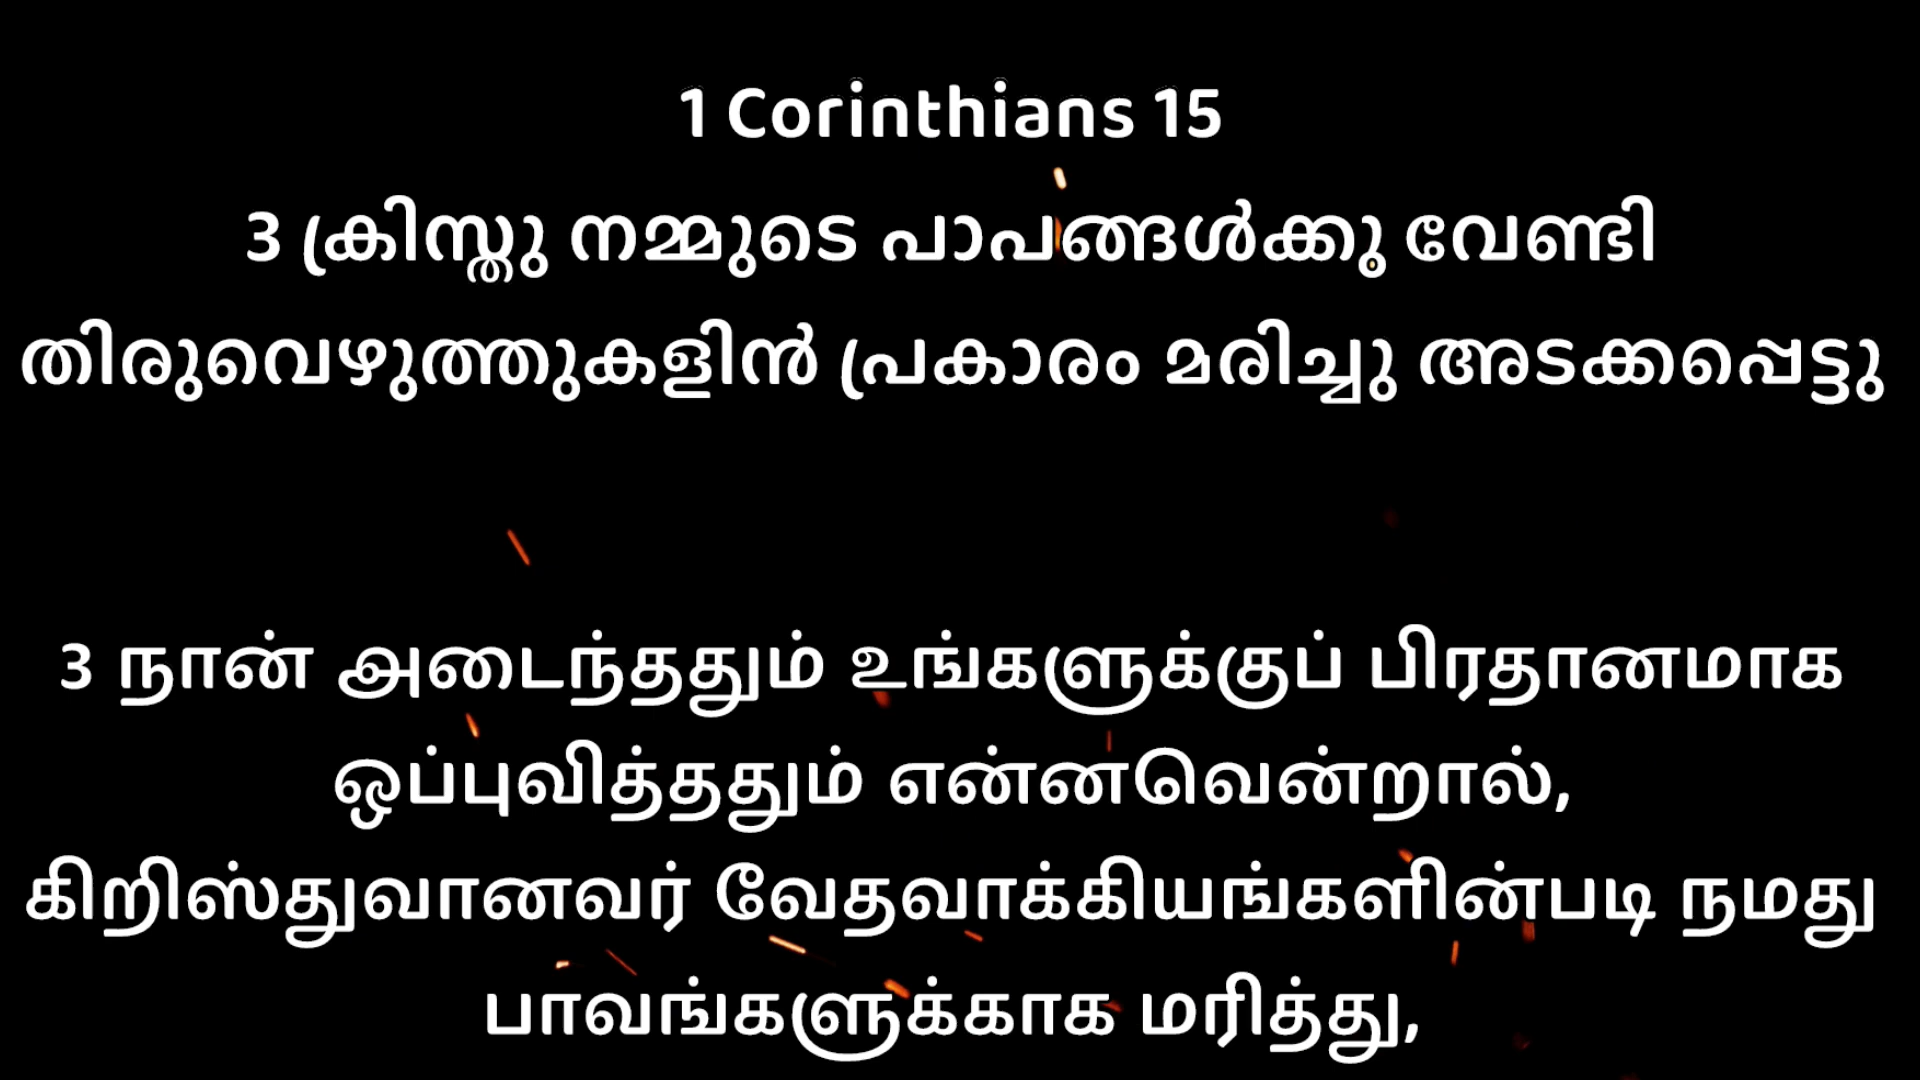 1 Corinthians 15
3 ക്രിസ്തു നമ്മുടെ പാപങ്ങൾക്കു വേണ്ടി
തിരുവെഴുത്തുകളിൻ പ്രകാരം മരിച്ചു അടക്കപ്പെട്ടു
3 நான் அடைந்ததும் உங்களுக்குப் பிரதானமாக
ஒப்புவித்ததும் என்னவென்றால்,
கிறிஸ்துவானவர் வேதவாக்கியங்களின்படி நமது
பாவங்களுக்காக மரித்து,